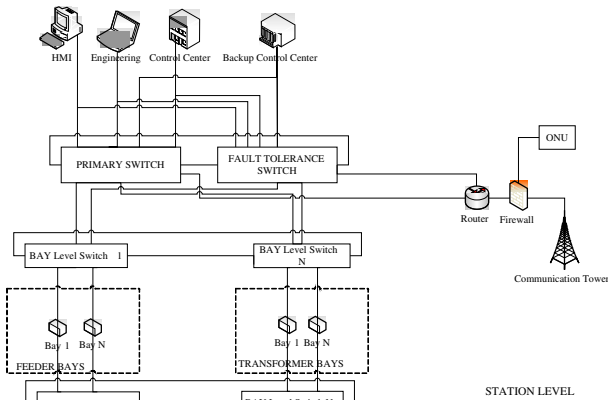 HMI
Engineering
Control Center
Backup Control Center
ONU
PRIMARY SWITCH
FAULT TOLERANCE
SWITCH
Router
Firewall
BAY Level Switch 1
BAY Level Switch
N
Communication Tower
Bay 1
Bay N
Bay 1
Bay N
FEEDER BAYS
TRANSFORMER BAYS
STATION LEVEL